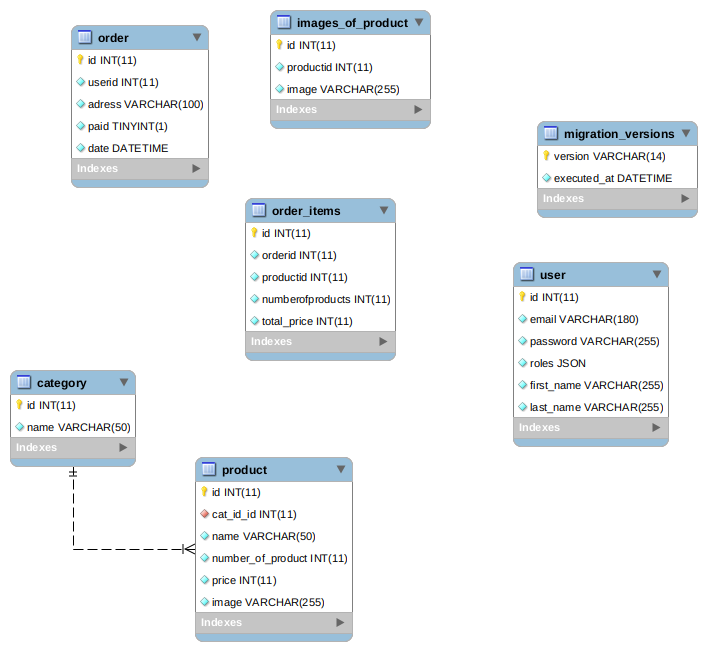 order
id INT(11)
userid INT(11)
adress VARCHAR(100)
paid TINYINT(1)
date DATETIME
Indexes
images_of_product
id INT(11)
productid INT(11)
image VARCHAR(255)
Indexes
migration_versions
version VARCHAR(14)
executed_at DATETIME
Indexes
order_items
id INT(11)
orderid INT(11)
productid INT(11)
numberofproducts INT(11)
total_price INT(11)
Indexes
user
id INT(11)
email VARCHAR(180)
password VARCHAR(255)
roles JSON
first_name VARCHAR(255)
last_name VARCHAR(255)
Indexes
category
id INT(11)
name VARCHAR(50)
Indexes
product
id INT(11)
cat_id_id INT(11)
name VARCHAR(50)
number_of_product INT(11)
price INT(11)
image VARCHAR(255)
Indexes